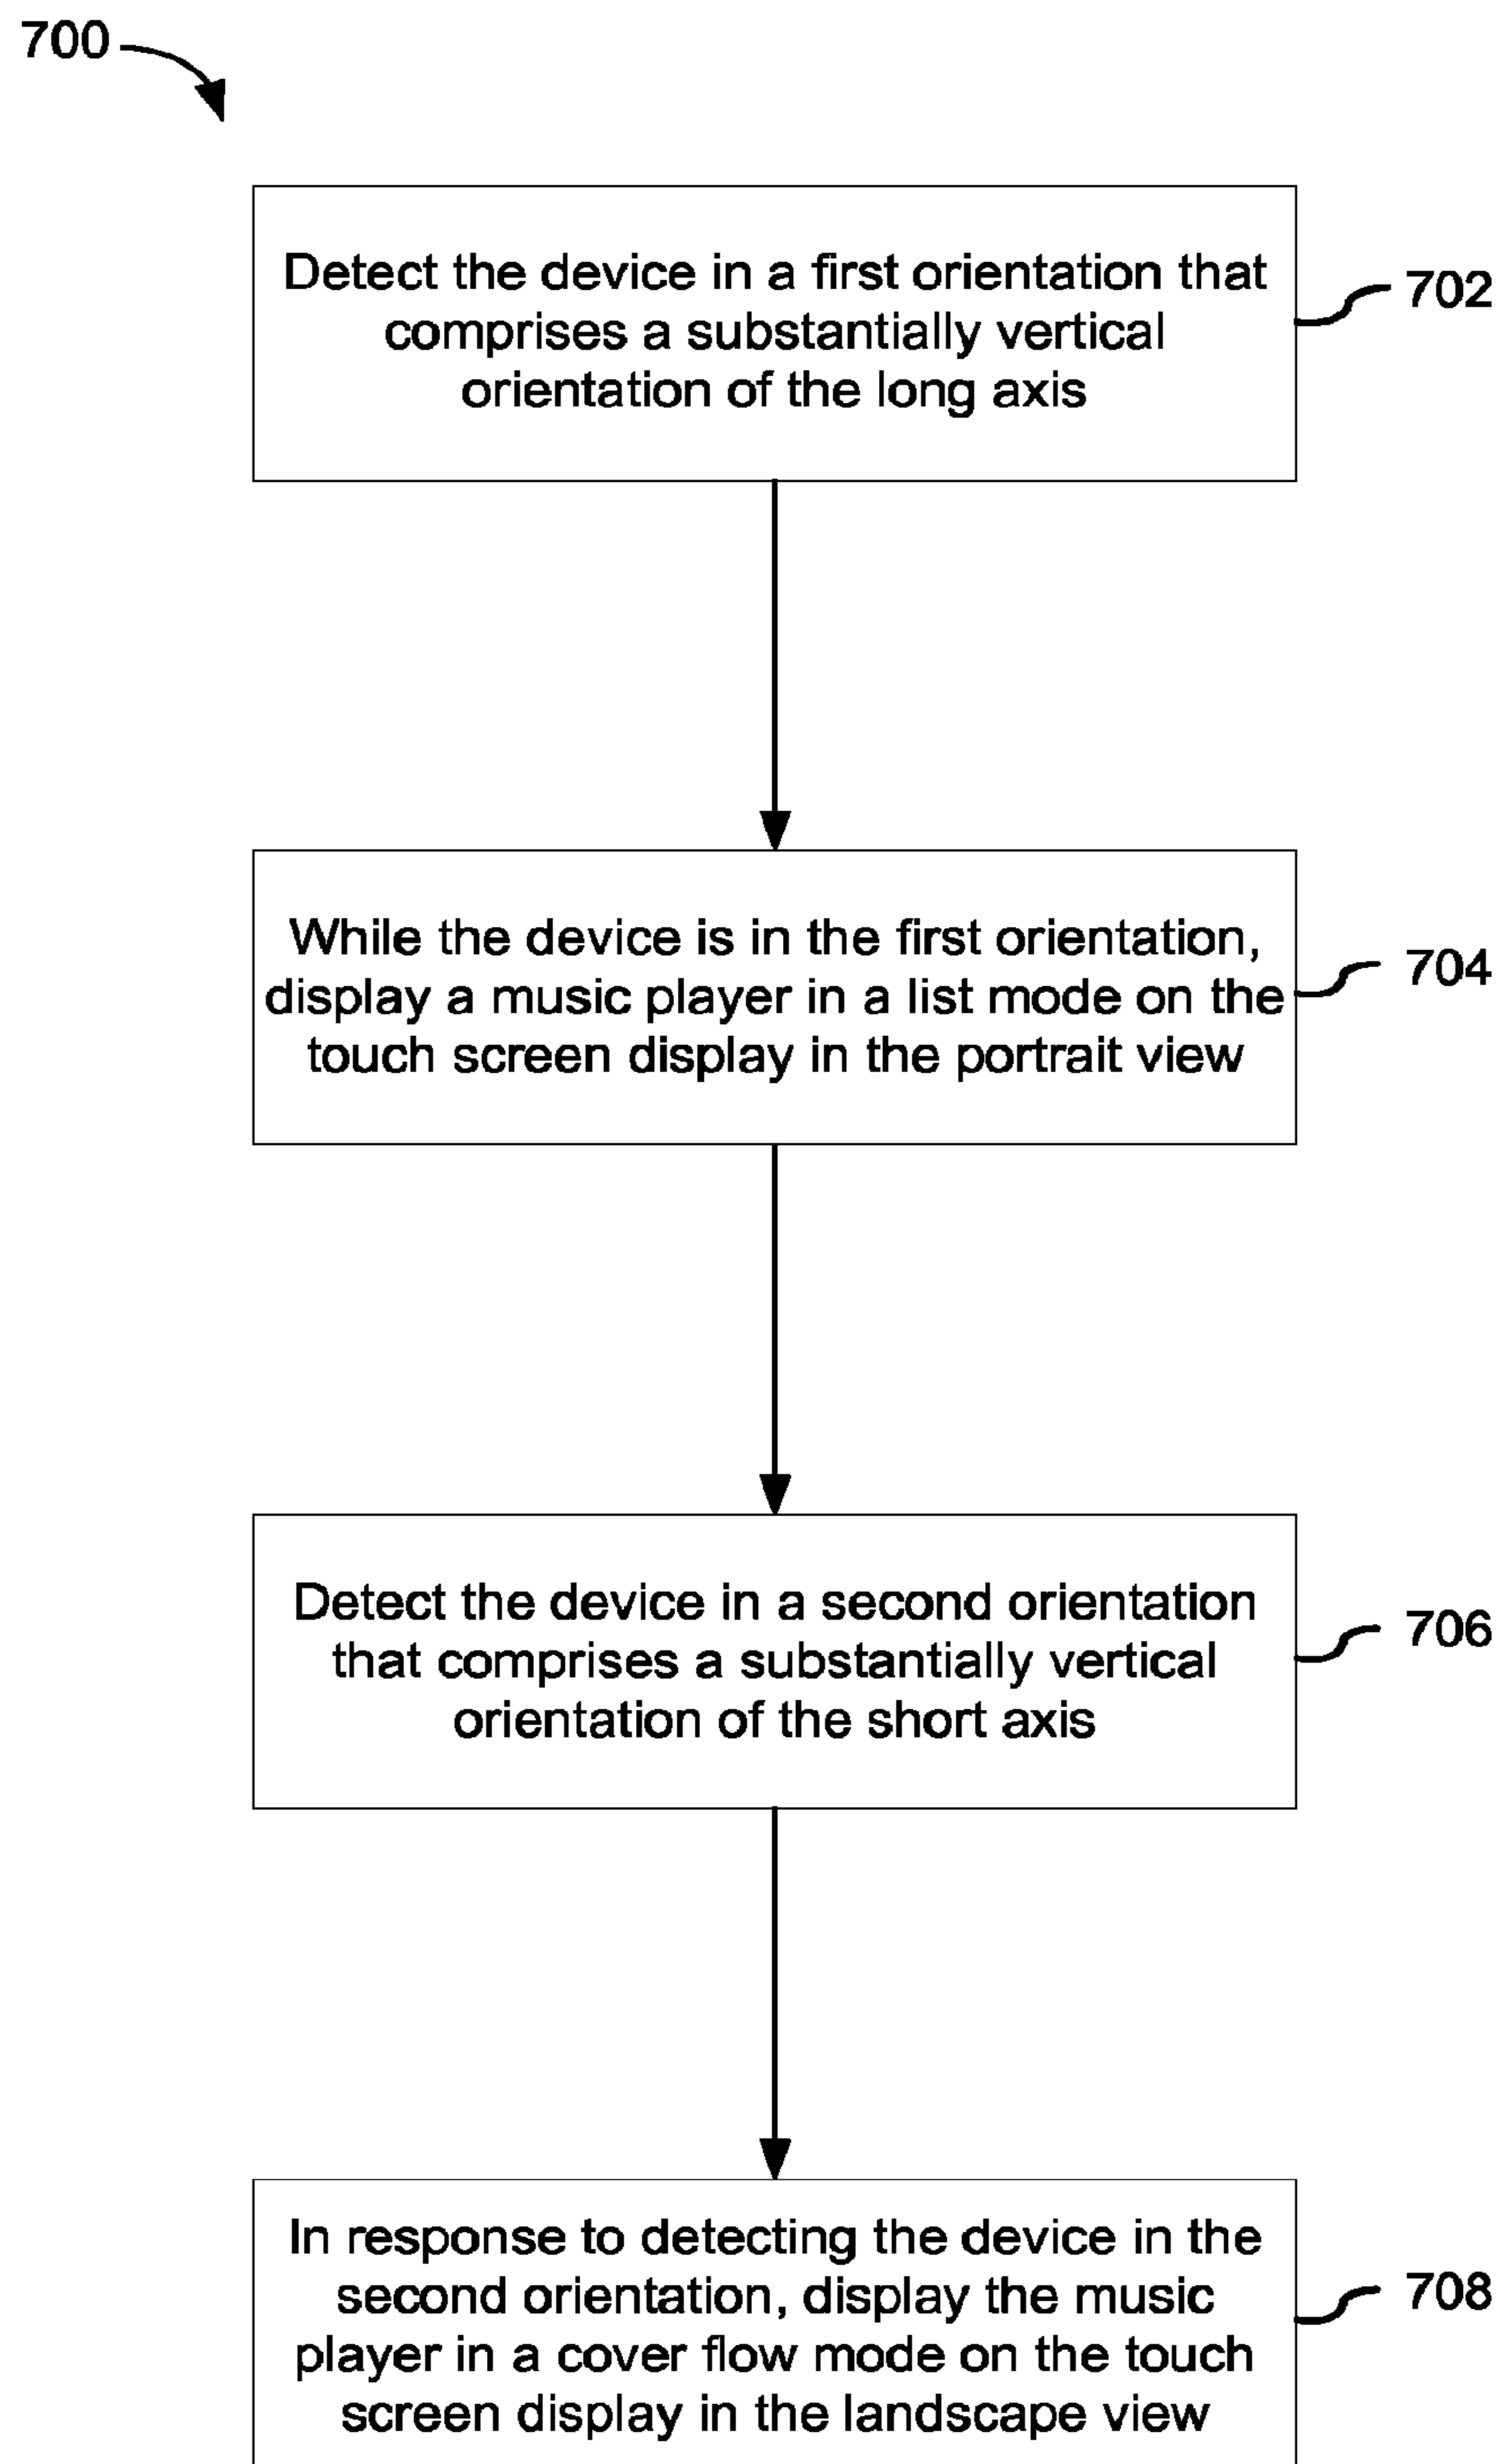 700
Detect the device in a first orientation that
comprises a substantially vertical
orientation of the long axis
702
While the device is in the first orientation,
display a music player in a list mode on the
touch screen display in the portrait view
704
Detect the device in a second orientation
that comprises a substantially vertical
orientation of the short axis
706
In response to detecting the device in the
second orientation, display the music
player in a cover flow mode on the touch
screen display in the landscape view
708